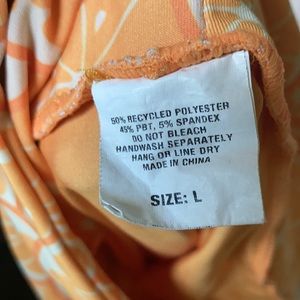 50% RECYCLED POLYESTER
45% PBT, 5% SPANDEX
DO NOT BLEACH
HANDWASH SEPARATELY
HANG OR LINE DRY
MADE IN CHINA
SIZE: L